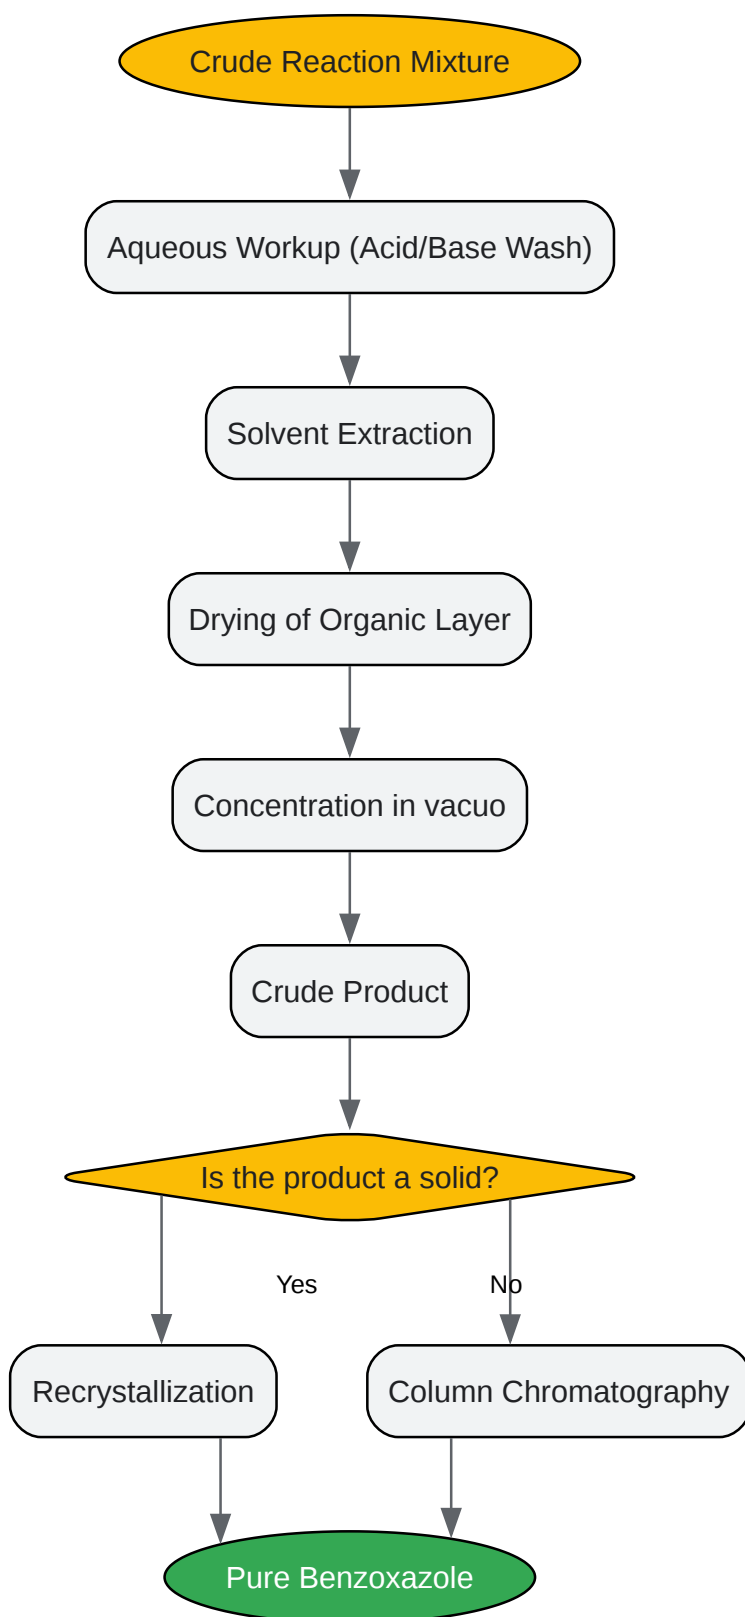 Crude Reaction Mixture
Aqueous Workup (Acid/Base Wash)
Solvent Extraction
Drying of Organic Layer
Concentration in vacuo
Crude Product
Is the product a solid?
Yes
No
Recrystallization
Column Chromatography
Pure Benzoxazole